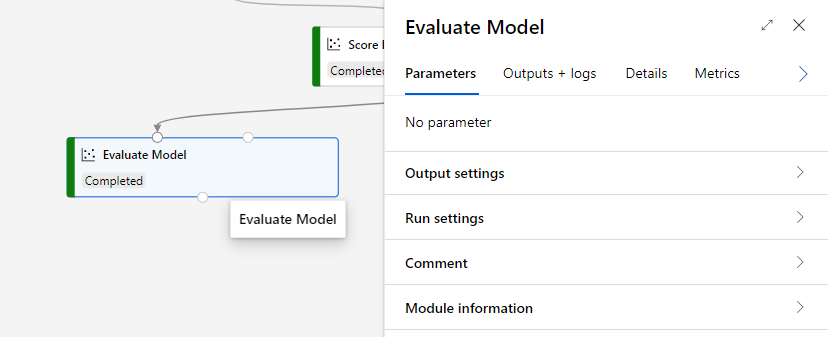 Score
Completed
Evaluate Model
Completed
Evaluate Model
Evaluate Model
Parameters Outputs + logs Details Metrics
No parameter
Output settings
Run settings
Comment
Module information